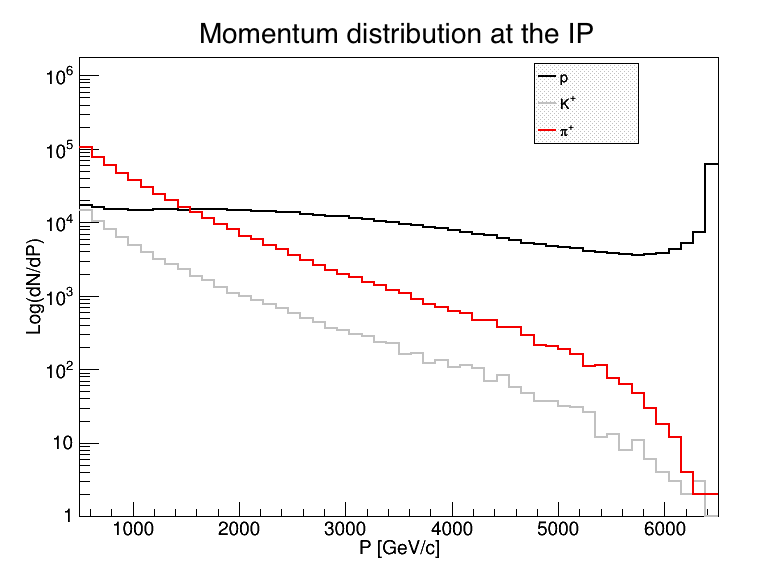 Momentum distribution at the IP
p
K⁺
π⁺
Log(dN/dP)
10⁶
10⁵
10⁴
10³
10²
10
1
1000 2000 3000 4000 5000 6000
P [GeV/c]